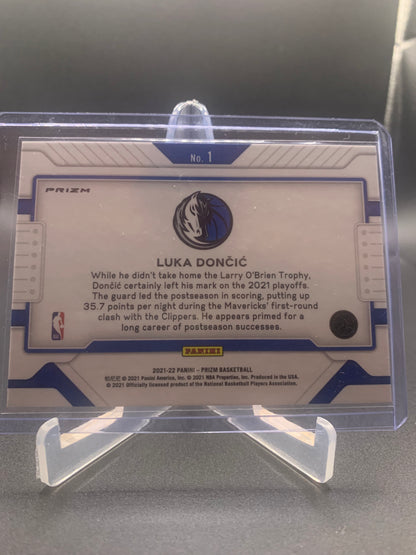 No. 1
PRIZM
LUKA DONČIĆ
While he didn't take home the Larry O'Brien Trophy,
Dončić certainly left his mark on the 2021 playoffs.
The guard led the postseason in scoring, putting up
35.7 points per night during the Mavericks' first-round
clash with the Clippers. He appears primed for a
long career of postseason successes.
NBA
PANINI
2021-22 PANINI - PRIZM BASKETBALL
© 2021 Panini America, Inc. © 2021 NBA Properties, Inc. Produced in the USA.
© 2021 Officially licensed product of the National Basketball Players Association.